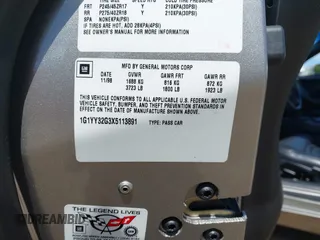 FRT P245/45ZR17 Y 210KPA(30PSI)
RR P275/40ZR18 Y 210KPA(30PSI)
SPA NONEKPA(PSI)
IF TIRES ARE HOT, ADD 28KPA(4PSI)
SEE OWNER'S MANUAL FOR MORE INFORMATION
GM
MFD BY GENERAL MOTORS CORP
DATE GVWR GAWR FRT GAWR RR
11/98 1688 KG 816 KG 872 KG
3723 LB 1800 LB 1923 LB
THIS VEHICLE CONFORMS TO ALL APPLICABLE U.S. FEDERAL MOTOR
VEHICLE SAFETY, BUMPER, AND THEFT PREVENTION STANDARDS IN
EFFECT ON THE DATE OF MANUFACTURE SHOWN ABOVE.
1G1YY32G3X5113891 TYPE: PASS CAR
THE LEGEND LIVES
STREAMBID